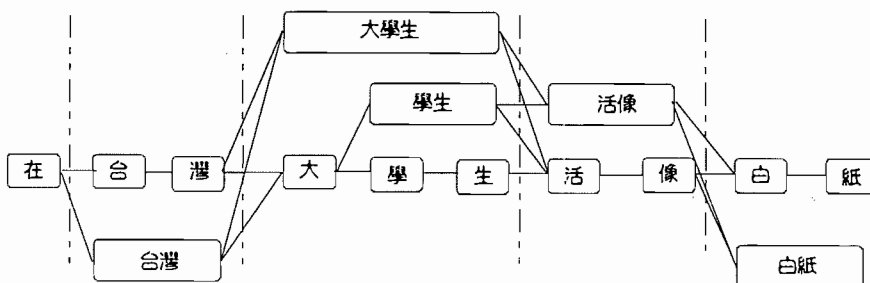 大學生
學生 活像
在 台 灣 大 學 生 活 像 白 紙
台灣 白紙